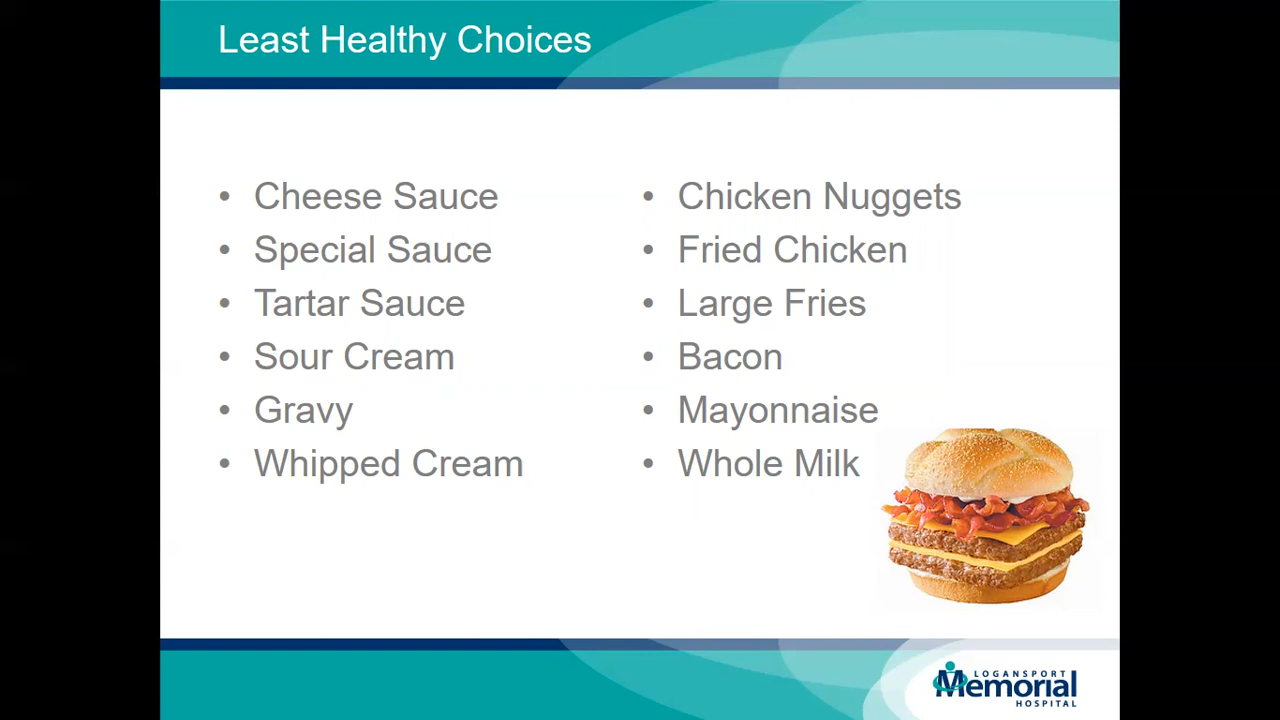 Least Healthy Choices
• Cheese Sauce
• Special Sauce
• Tartar Sauce
• Sour Cream
• Gravy
• Whipped Cream
• Chicken Nuggets
• Fried Chicken
• Large Fries
• Bacon
• Mayonnaise
• Whole Milk
LOGANSPORT
Memorial
HOSPITAL